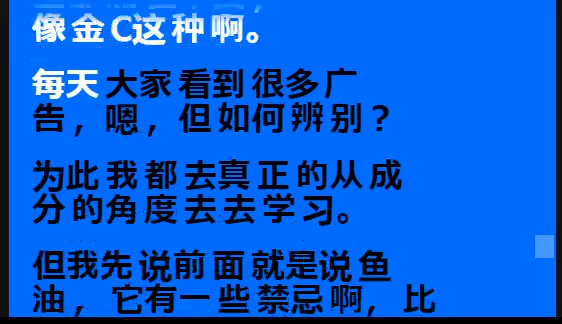 像金C这种啊。
每天大家看到很多广
告，嗯，但如何辨别？
为此我都去真正的从成
分的角度去去学习。
但我先说前面就是说鱼
油，它有一些禁忌啊，比